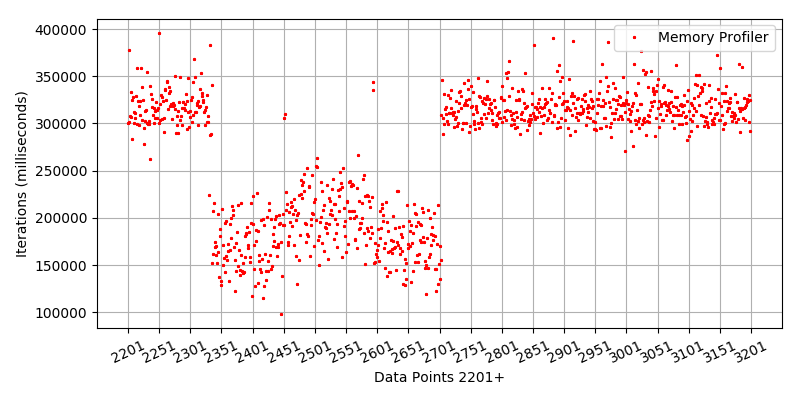 400000
350000
300000
250000
200000
150000
100000
Iterations (milliseconds)
Memory Profiler
2201 2251 2301 2351 2401 2451 2501 2551 2601 2651 2701 2751 2801 2851 2901 2951 3001 3051 3101 3151 3201
Data Points 2201+